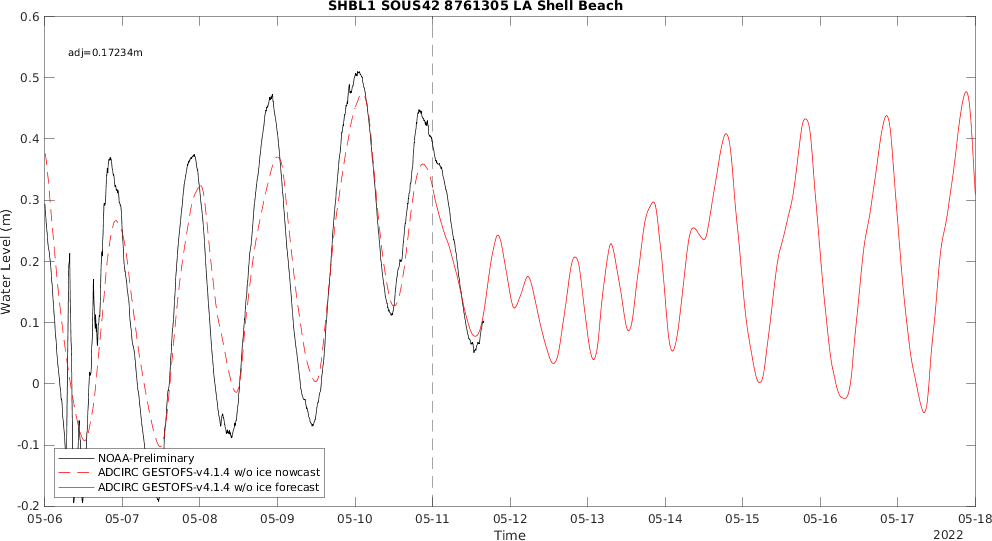 SHBL1 SOUS42 8761305 LA Shell Beach
0.6
adj=0.17234m
0.5
0.4
0.3
0.2
0.1
0
-0.1
-0.2
Water Level (m)
NOAA-Preliminary
ADCIRC GESTOFS-v4.1.4 w/o ice nowcast
ADCIRC GESTOFS-v4.1.4 w/o ice forecast
05-06 05-07 05-08 05-09 05-10 05-11 05-12 05-13 05-14 05-15 05-16 05-17 05-18
Time
2022